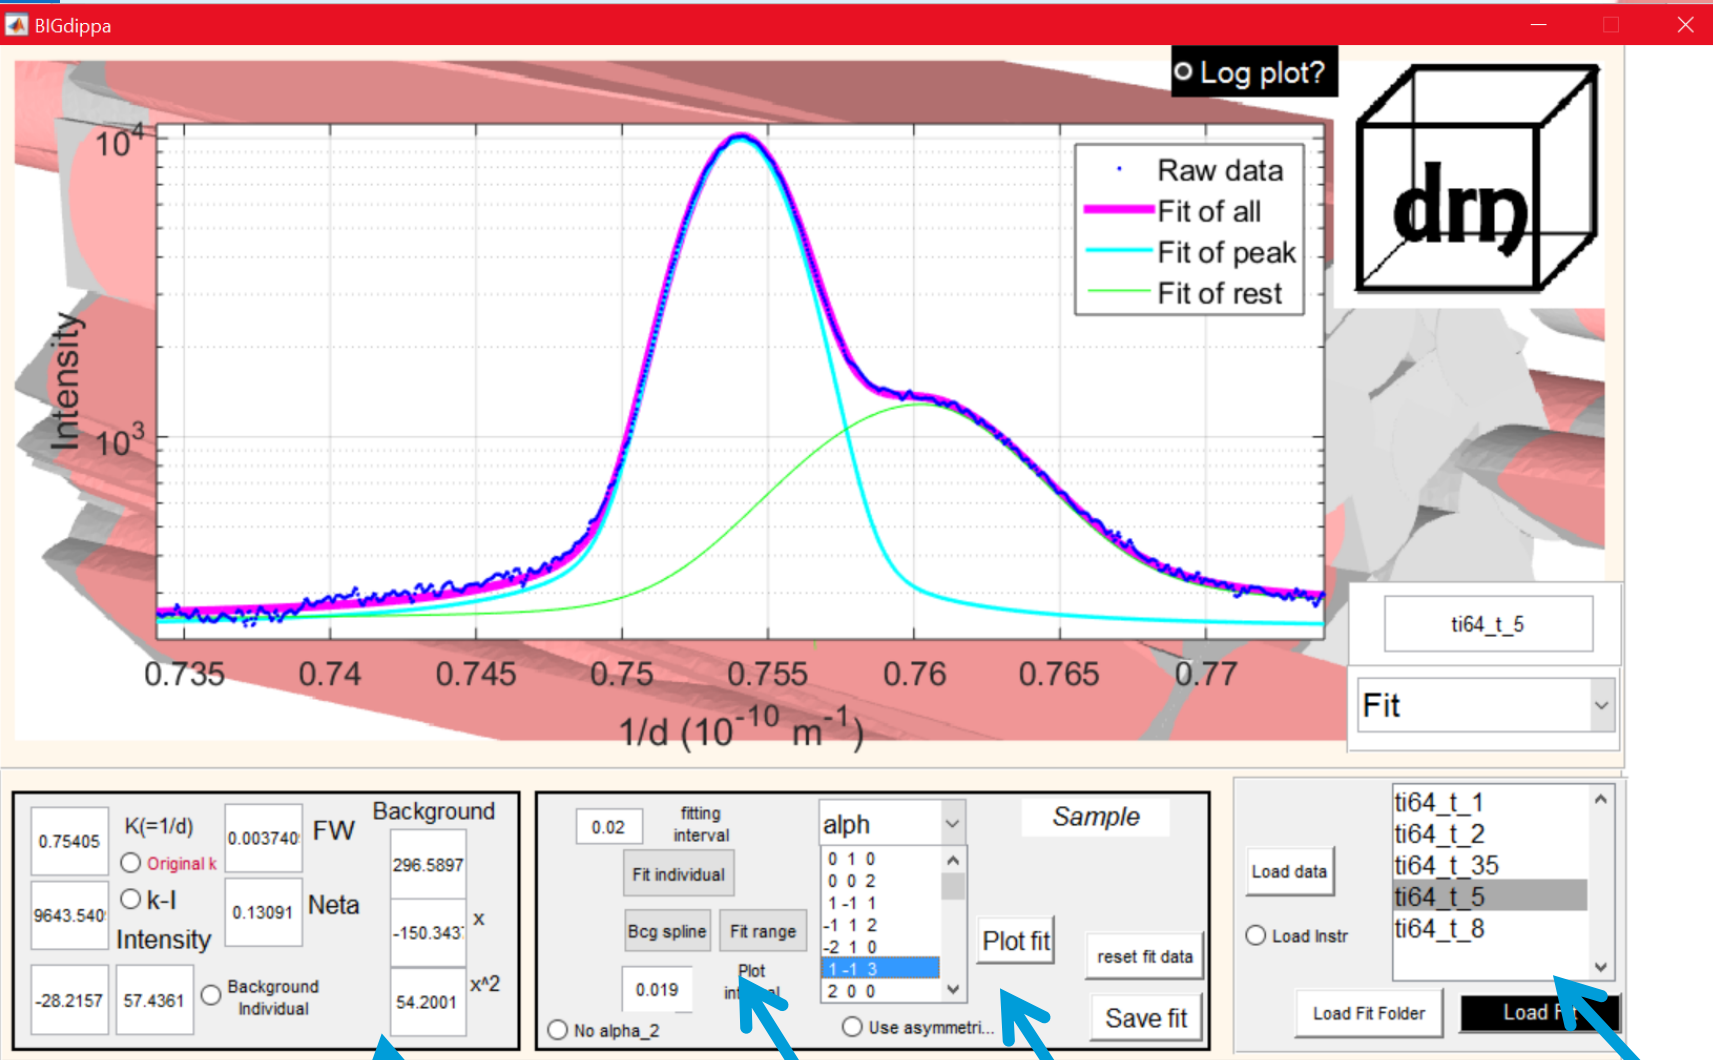 BIGdippa
Log plot?
drη
10^4
10^3
Intensity
Raw data
Fit of all
Fit of peak
Fit of rest
0.735 0.74 0.745 0.75 0.755 0.76 0.765 0.77
1/d (10^-10 m^-1)
ti64_t_5
Fit
0.75405
K(=1/d)
Original k
9643.540
k-I
Intensity
-28.2157
57.4361
Background Individual
0.003740
FW
0.13091
Neta
Background
296.5897
-150.343
x
54.2001
x^2
0.02
fitting
interval
Fit individual
Bcg spline
Fit range
0.019
Plot
No alpha_2
alph
0 1 0
0 0 2
1 -1 1
-1 1 2
-2 1 0
1 -1 3
2 0 0
Use asymmetri...
Sample
Plot fit
reset fit data
Save fit
Load data
Load Instr
ti64_t_1
ti64_t_2
ti64_t_35
ti64_t_5
ti64_t_8
Load Fit Folder
Load